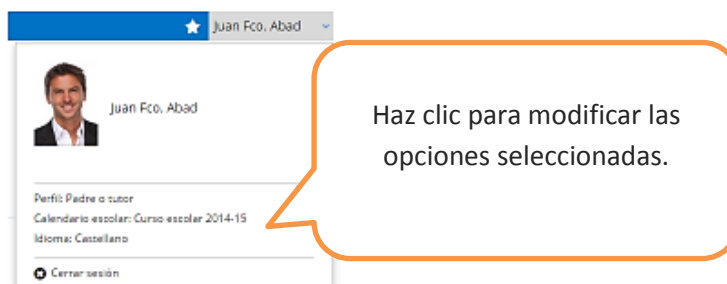 Juan Fco. Abad
Juan Fco. Abad
Perfil: Padre o tutor
Calendario escolar: Curso escolar 2014-15
Idioma: Castellano
Cerrar sesión
Haz clic para modificar las
opciones seleccionadas.